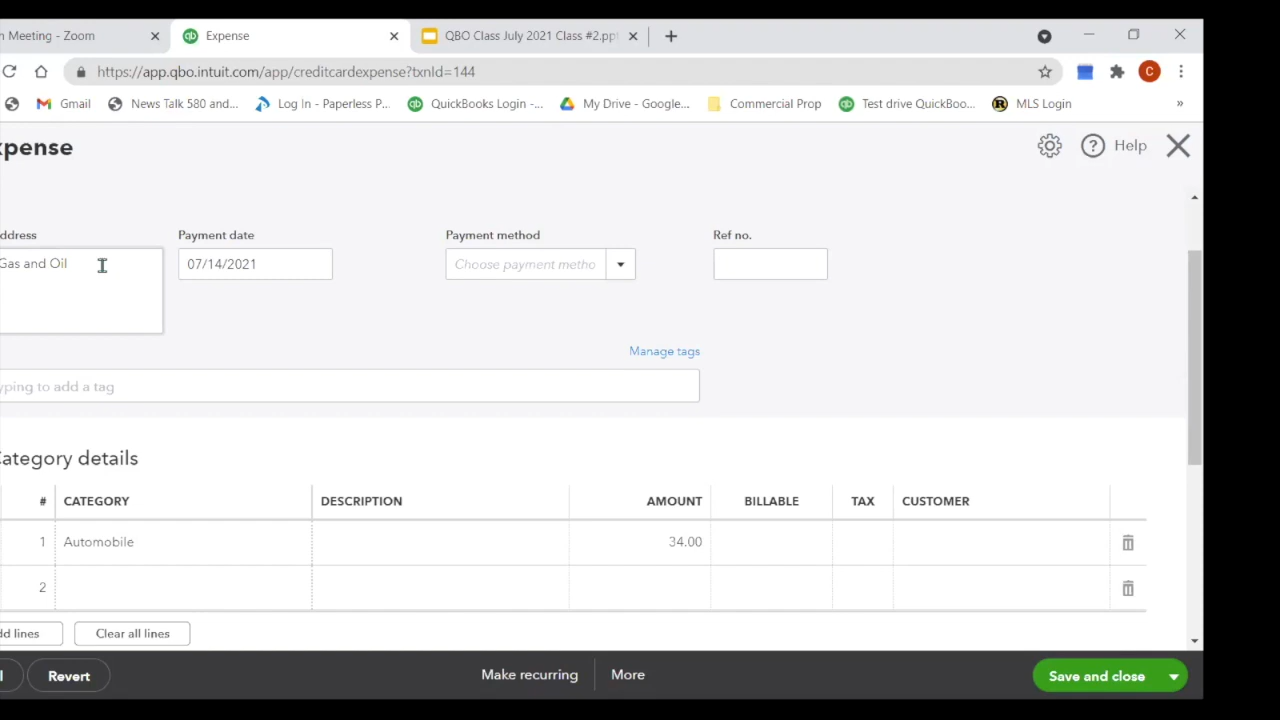 Meeting - Zoom
Expense
QBO Class July 2021 Class #2.ppt
https://app.qbo.intuit.com/app/creditcardexpense?txnId=144
C
Gmail
News Talk 580 and...
Log In - Paperless P...
QuickBooks Login -...
My Drive - Google...
Commercial Prop
Test drive QuickBoo...
R
MLS Login
»
xpense
? Help
ddress
Payment date
Payment method
Ref no.
Gas and Oil
07/14/2021
Choose payment metho
Manage tags
yping to add a tag
Category details
# CATEGORY DESCRIPTION AMOUNT BILLABLE TAX CUSTOMER
1 Automobile 34.00
2
dd lines
Clear all lines
l
Revert
Make recurring
More
Save and close